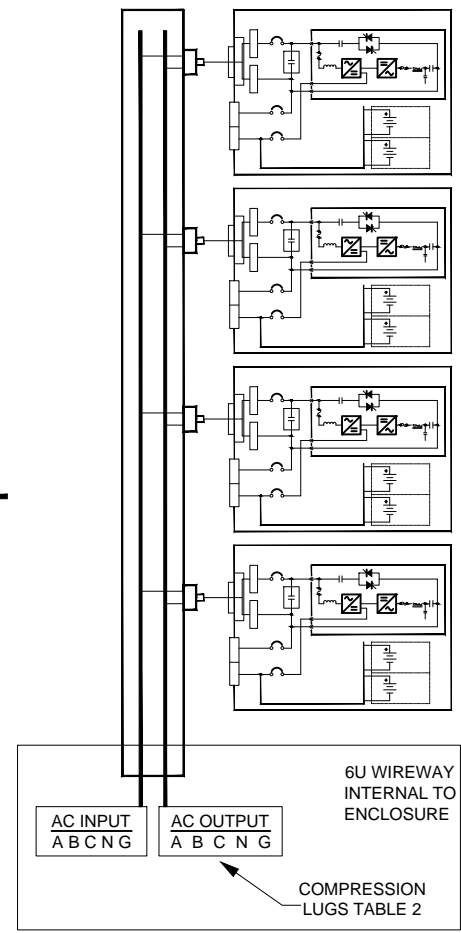 6U WIREWAY
INTERNAL TO
ENCLOSURE
AC INPUT
A B C N G
AC OUTPUT
A B C N G
COMPRESSION
LUGS TABLE 2